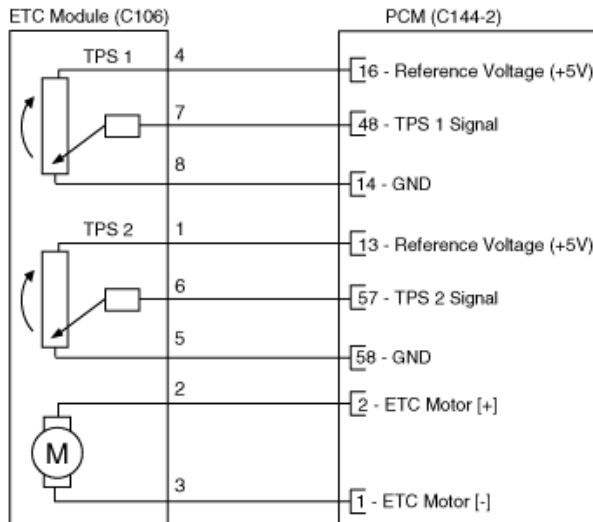 ETC Module (C106) PCM (C144-2)
TPS 1 4 16 - Reference Voltage (+5V)
7 48 - TPS 1 Signal
8 14 - GND
TPS 2 1 13 - Reference Voltage (+5V)
6 57 - TPS 2 Signal
5 58 - GND
2 2 - ETC Motor [+]
M
3 1 - ETC Motor [-]